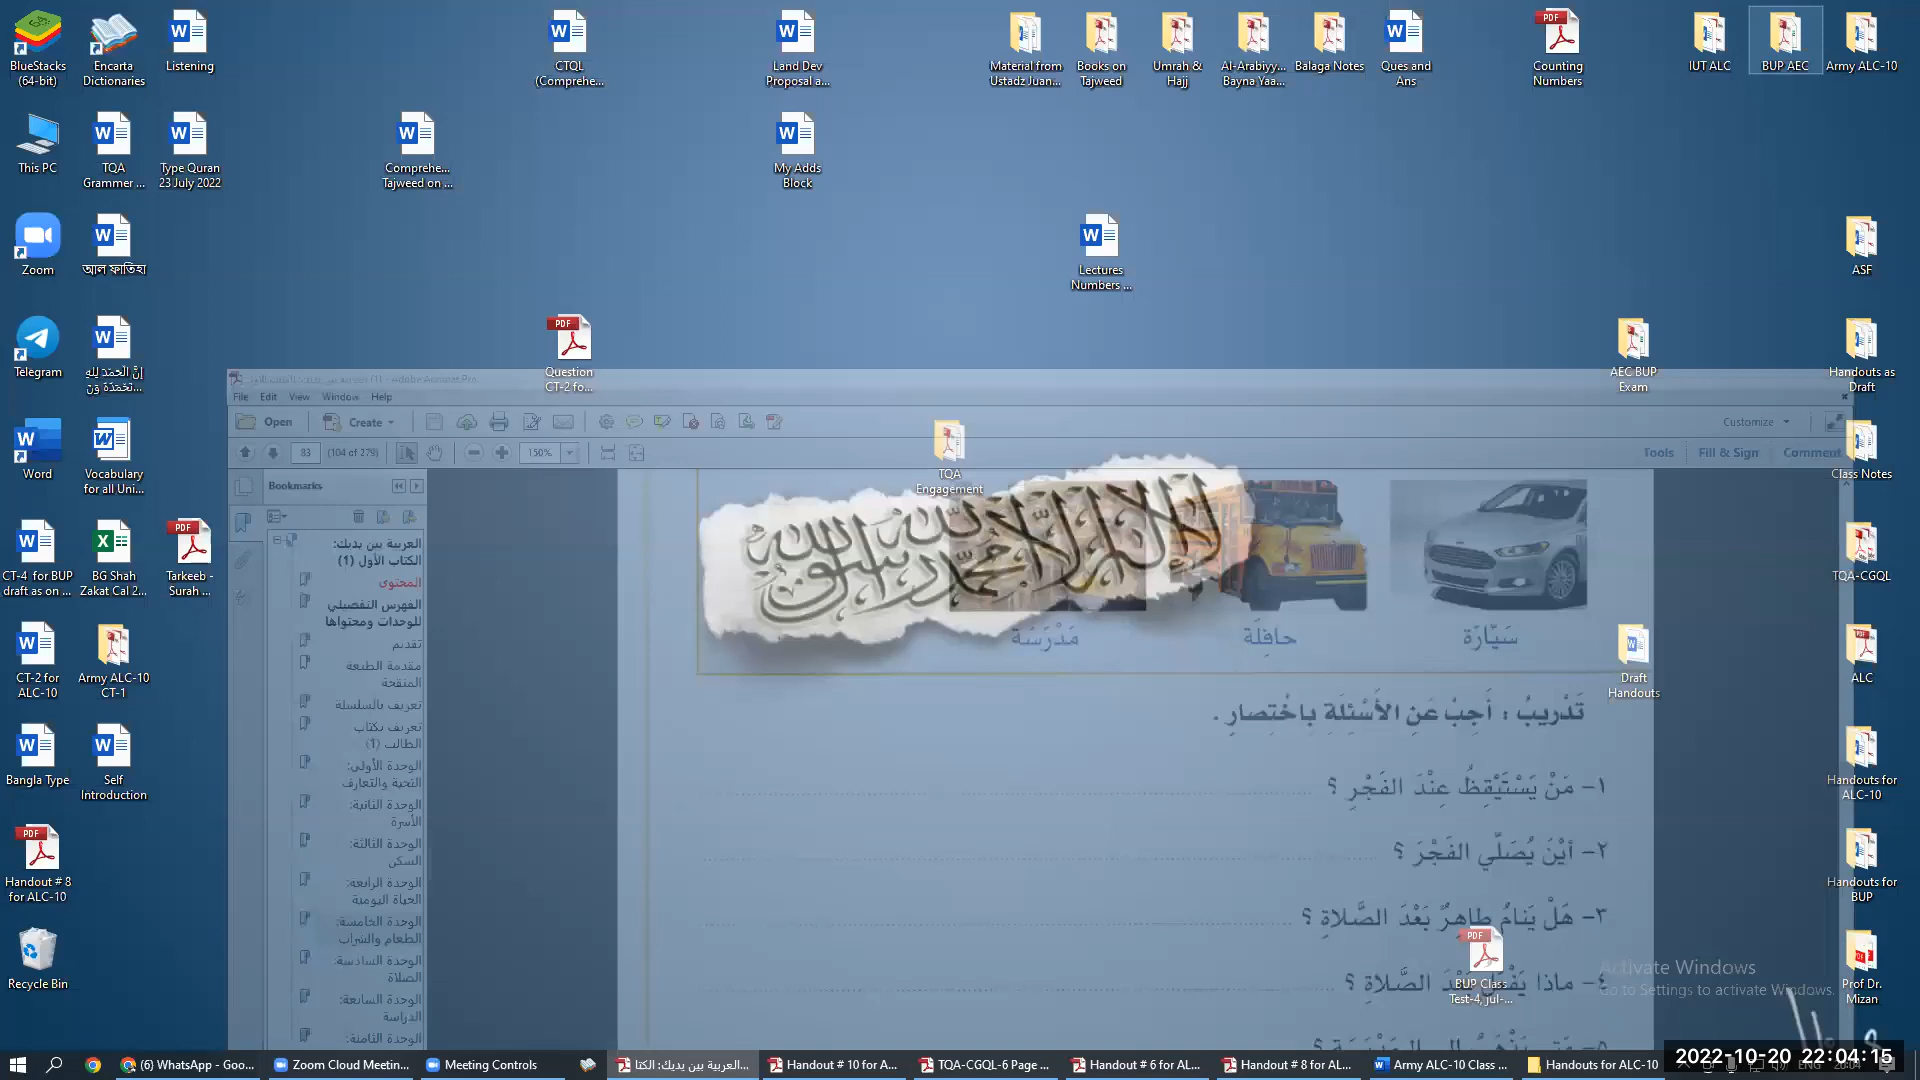 BlueStacks (64-bit)
Encarta Dictionaries
Listening
CTQL (Comprehe...
Land Dev Proposal a...
Material from Ustadz Juan...
Books on Tajweed
Umrah & Hajj
Al-Arabiyy... Bayna Yaa...
Balaga Notes
Ques and Ans
Counting Numbers
IUT ALC
BUP AEC
Army ALC-10
This PC
TQA Grammer ...
Type Quran 23 July 2022
Comprehe... Tajweed on ...
My Adds Block
Zoom
আল ফাতিহা
Lectures Numbers ...
ASF
Telegram
Question CT-2 fo...
AEC BUP Exam
Handouts as Draft
File Edit View Window Help
Open
Create
Customize
83 (104 of 279)
150%
Tools
Fill & Sign
Comment
Word
Vocabulary for all Uni...
TQA Engagement
Class Notes
Bookmarks
CT-4 for BUP draft as on ...
BG Shah Zakat Cal 2...
Tarkeeb - Surah ...
TQA-CGQL
العربية بين يديك: الكتاب الأول (1)
المحتوى
الفهرس التفصيلي للوحدات ومحتواها
تقديم
مقدمة الطبعة المنقحة
تعريف بالسلسلة
تعريف بكتاب الطالب (1)
الوحدة الأولى: التحية والتعارف
الوحدة الثانية: الأسرة
الوحدة الثالثة: السكن
الوحدة الرابعة: الحياة اليومية
الوحدة الخامسة: الطعام والشراب
الوحدة السادسة: الصلاة
الوحدة السابعة: الدراسة
الوحدة الثامنة:
سَيّارَة
حافِلَة
مَدْرَسَة
تَدْريبُ : أَجِبْ عَنِ الأَسْئِلَةِ بِاخْتِصارٍ .
١- مَنْ يَسْتَيْقِظُ عِنْدَ الفَجْرِ ؟
٢- أَيْنَ يُصَلّي الفَجْرَ ؟
٣- هَلْ يَنامُ طاهِرٌ بَعْدَ الصَّلاةِ ؟
٤- ماذا يَفْعَلُ بَعْدَ الصَّلاةِ ؟
CT-2 for ALC-10
Army ALC-10 CT-1
Draft Handouts
ALC
Bangla Type
Self Introduction
Handouts for ALC-10
Handout # 8 for ALC-10
Handouts for BUP
Recycle Bin
BUP Class Test-4, Jul-...
Activate Windows
Go to Settings to activate Windows.
Prof Dr. Mizan
(6) WhatsApp - Goo...
Zoom Cloud Meetin...
Meeting Controls
العربية بين يديك: الكتا...
Handout # 10 for A...
TQA-CGQL-6 Page ...
Handout # 6 for AL...
Handout # 8 for AL...
Army ALC-10 Class ...
Handouts for ALC-10
2022-10-20 22:04:15